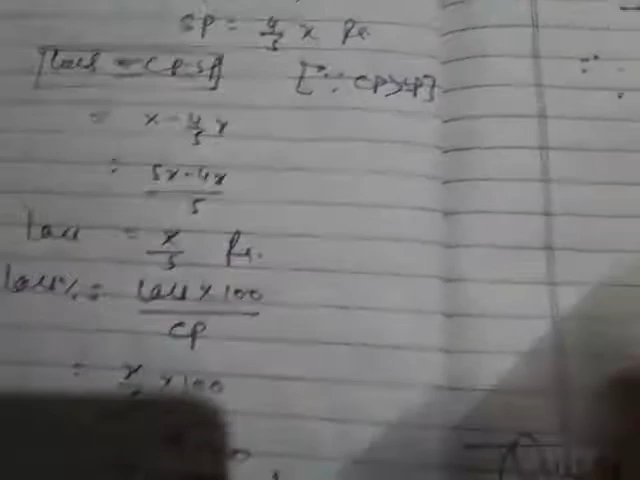 SP = 4/5 x Rs.
Loss = CP-SP [∵ CP>SP]
= x - 4/5 x
= 5x-4x/5
Loss = x/5 Rs.
Loss% = Loss × 100/CP
= x/ × 100